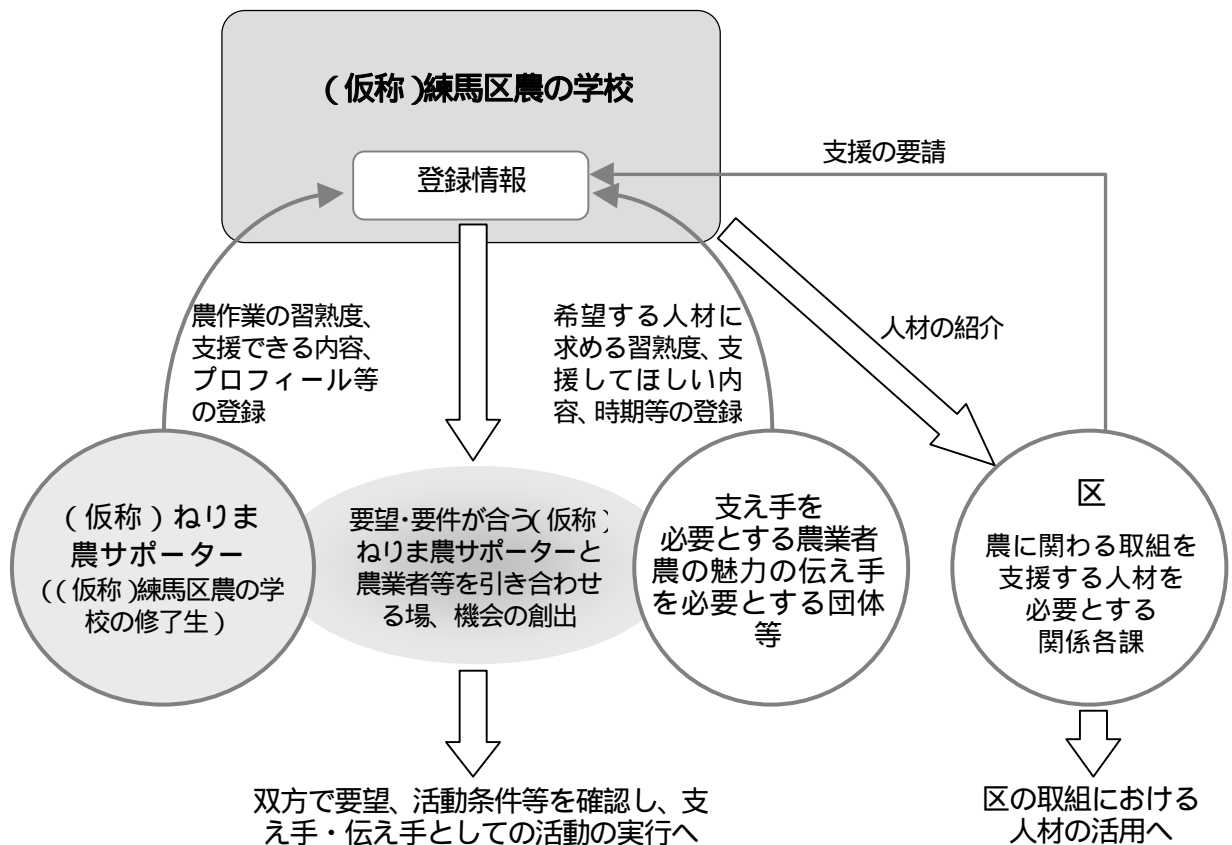 (仮称)練馬区農の学校
登録情報
支援の要請
農作業の習熟度、
支援できる内容、
プロフィール等
の登録
希望する人材に
求める習熟度、支
援してほしい内
容、時期等の登録
人材の紹介
(仮称)ねりま
農サポーター
((仮称)練馬区農の学
校の修了生)
要望・要件が合う(仮称)
ねりま農サポーターと
農業者等を引き合わせ
る場、機会の創出
支え手を
必要とする農業者
農の魅力の伝え手
を必要とする団体
等
区
農に関わる取組を
支援する人材を
必要とする
関係各課
双方で要望、活動条件等を確認し、支
え手・伝え手としての活動の実行へ
区の取組における
人材の活用へ